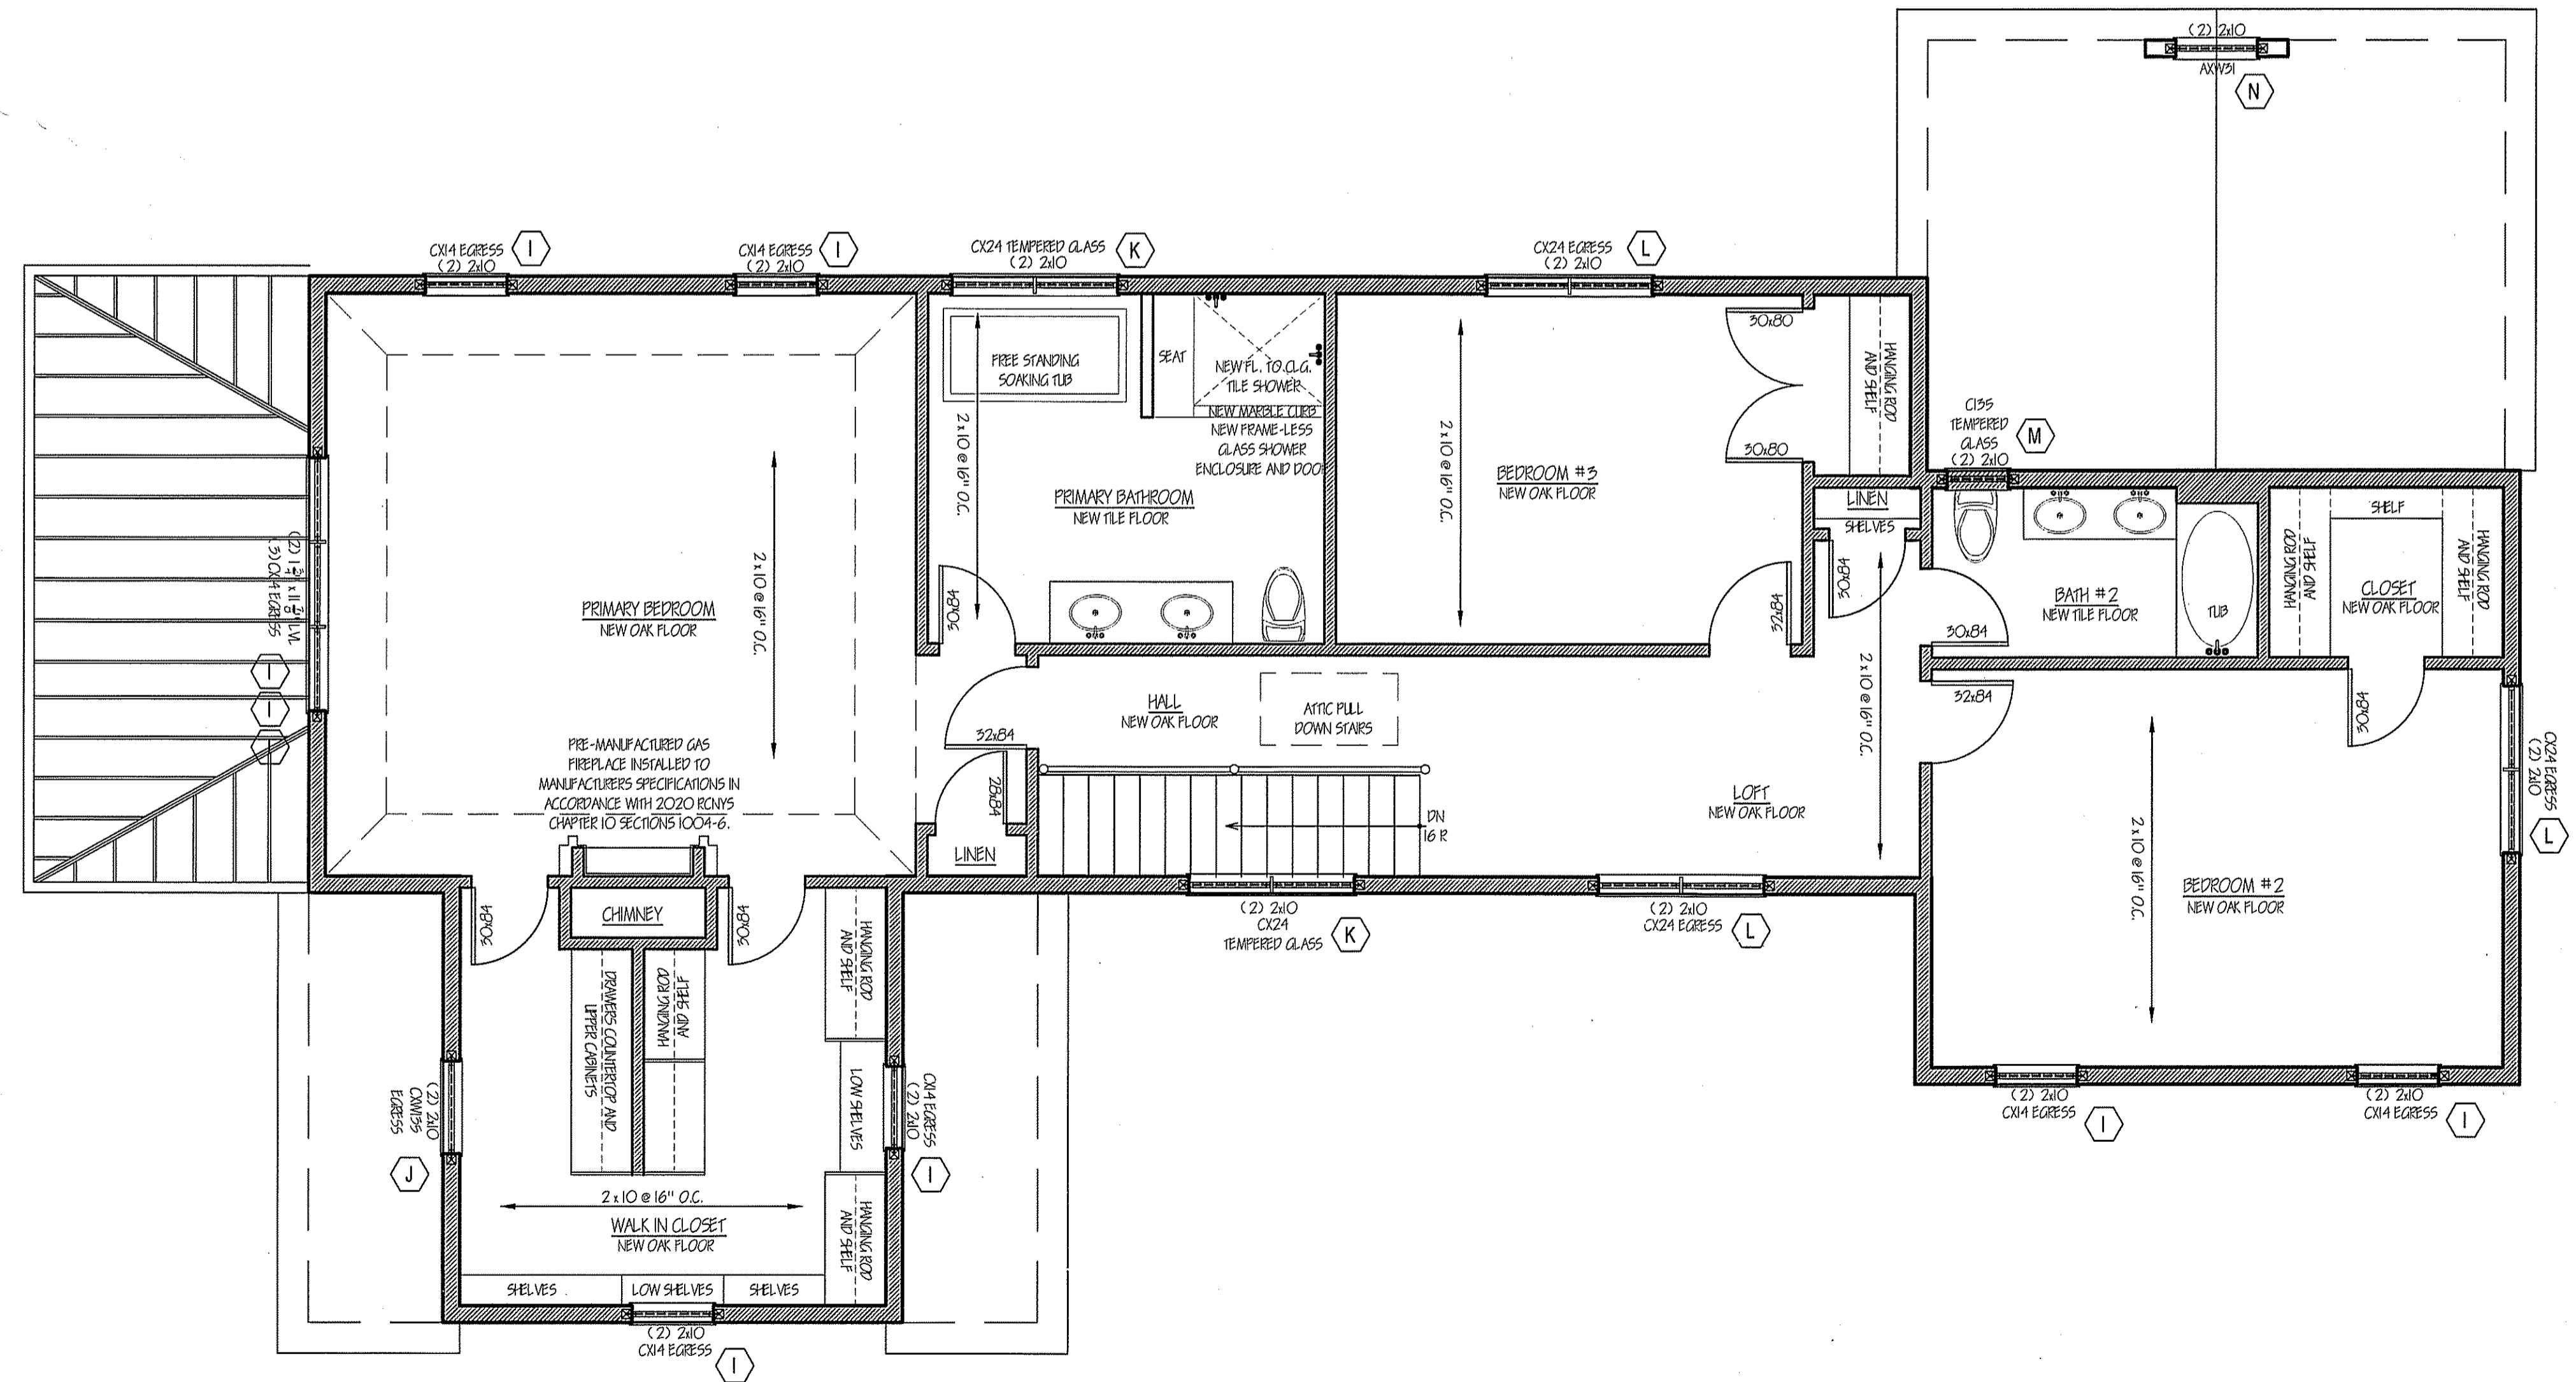 (2) 2x10
AXW31
N
CX14 EGRESS
(2) 2x10
I
CX14 EGRESS
(2) 2x10
I
CX24 TEMPERED GLASS
(2) 2x10
K
CX24 EGRESS
(2) 2x10
L
FREE STANDING
SOAKING TUB
SEAT
NEW FL. TO CLG.
TILE SHOWER
NEW MARBLE CURB
NEW FRAME-LESS
GLASS SHOWER
ENCLOSURE AND DOOR
2x10 @ 16" O.C.
PRIMARY BATHROOM
NEW TILE FLOOR
30x84
2x10 @ 16" O.C.
BEDROOM #3
NEW OAK FLOOR
30x80
30x80
HANGING ROD
AND SHELF
32x84
LINEN
SHELVES
30x84
C135
TEMPERED
GLASS
(2) 2x10
M
BATH #2
NEW TILE FLOOR
TUB
30x84
HANGING ROD
AND SHELF
SHELF
CLOSET
NEW OAK FLOOR
HANGING ROD
AND SHELF
30x84
(2) 1 3/4" x 11 7/8" LVL
(3) CX14 EGRESS
I
I
I
PRIMARY BEDROOM
NEW OAK FLOOR
2x10 @ 16" O.C.
PRE-MANUFACTURED GAS
FIREPLACE INSTALLED TO
MANUFACTURERS SPECIFICATIONS IN
ACCORDANCE WITH 2020 RCNYS
CHAPTER 10 SECTIONS 1004-6.
32x84
28x84
LINEN
HALL
NEW OAK FLOOR
ATTIC PULL
DOWN STAIRS
DN
16 R
LOFT
NEW OAK FLOOR
2x10 @ 16" O.C.
32x84
2x10 @ 16" O.C.
BEDROOM #2
NEW OAK FLOOR
CX24 EGRESS
(2) 2x10
L
(2) 2x10
CX24
TEMPERED GLASS
K
(2) 2x10
CX24 EGRESS
L
CHIMNEY
30x84
30x84
DRAWERS COUNTERTOP AND
UPPER CABINETS
SHELF AND
HANGING ROD
HANGING ROD
AND SHELF
LOW SHELVES
HANGING ROD
AND SHELF
(2) 2x10
CXW135
EGRESS
J
CX14 EGRESS
(2) 2x10
I
2x10 @ 16" O.C.
WALK IN CLOSET
NEW OAK FLOOR
SHELVES
LOW SHELVES
SHELVES
(2) 2x10
CX14 EGRESS
I
(2) 2x10
CX14 EGRESS
I
(2) 2x10
CX14 EGRESS
I